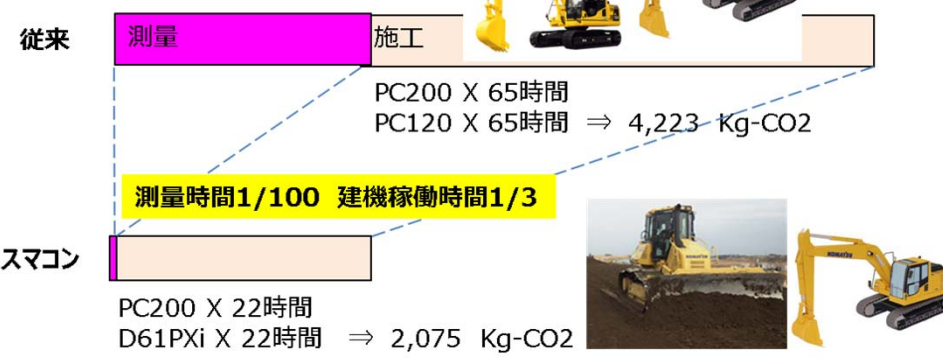 従来
測量
施工
PC200 X 65時間
PC120 X 65時間 ⇒ 4,223 Kg-CO2
測量時間1/100 建機稼働時間1/3
スマコン
KOMATSU
KOMATSU
PC200 X 22時間
D61PXi X 22時間 ⇒ 2,075 Kg-CO2